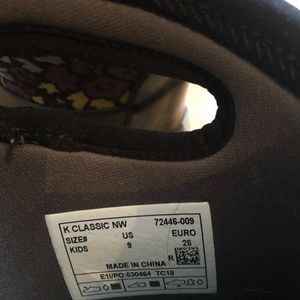 K CLASSIC NW 72446-009
SIZE# US EURO
KIDS 9 26
MADE IN CHINA R
E1I/PO:530464 TC18